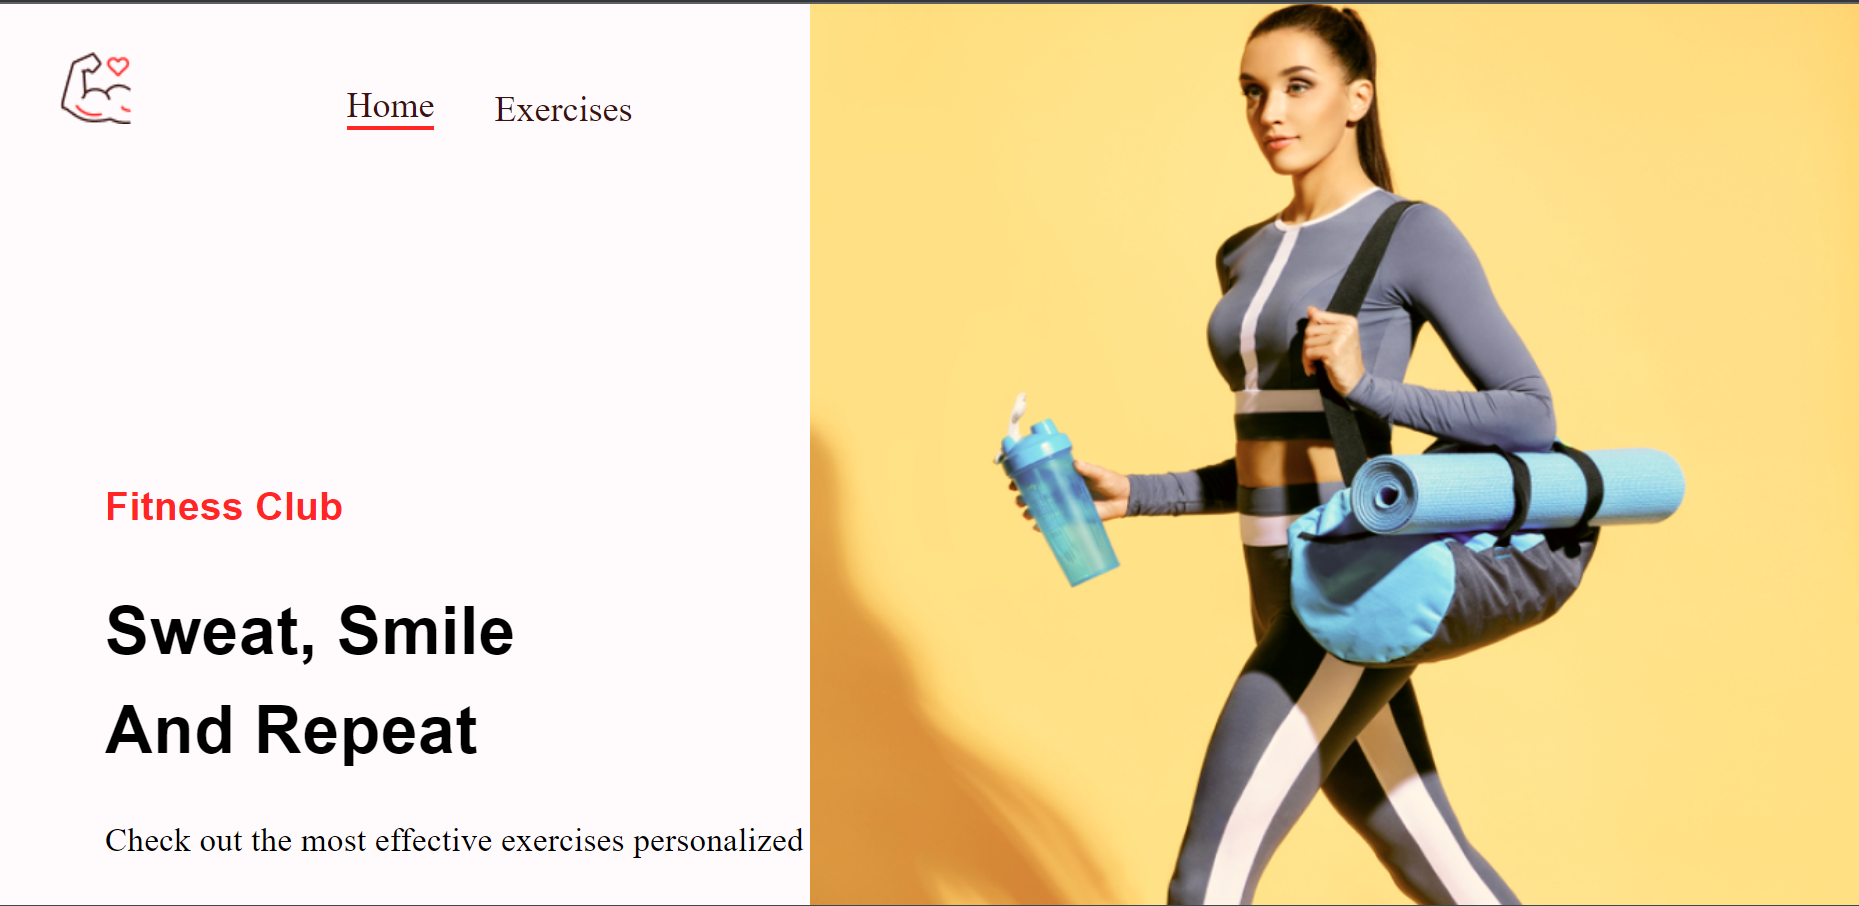 Home Exercises
Fitness Club
Sweat, Smile
And Repeat
Check out the most effective exercises personalized